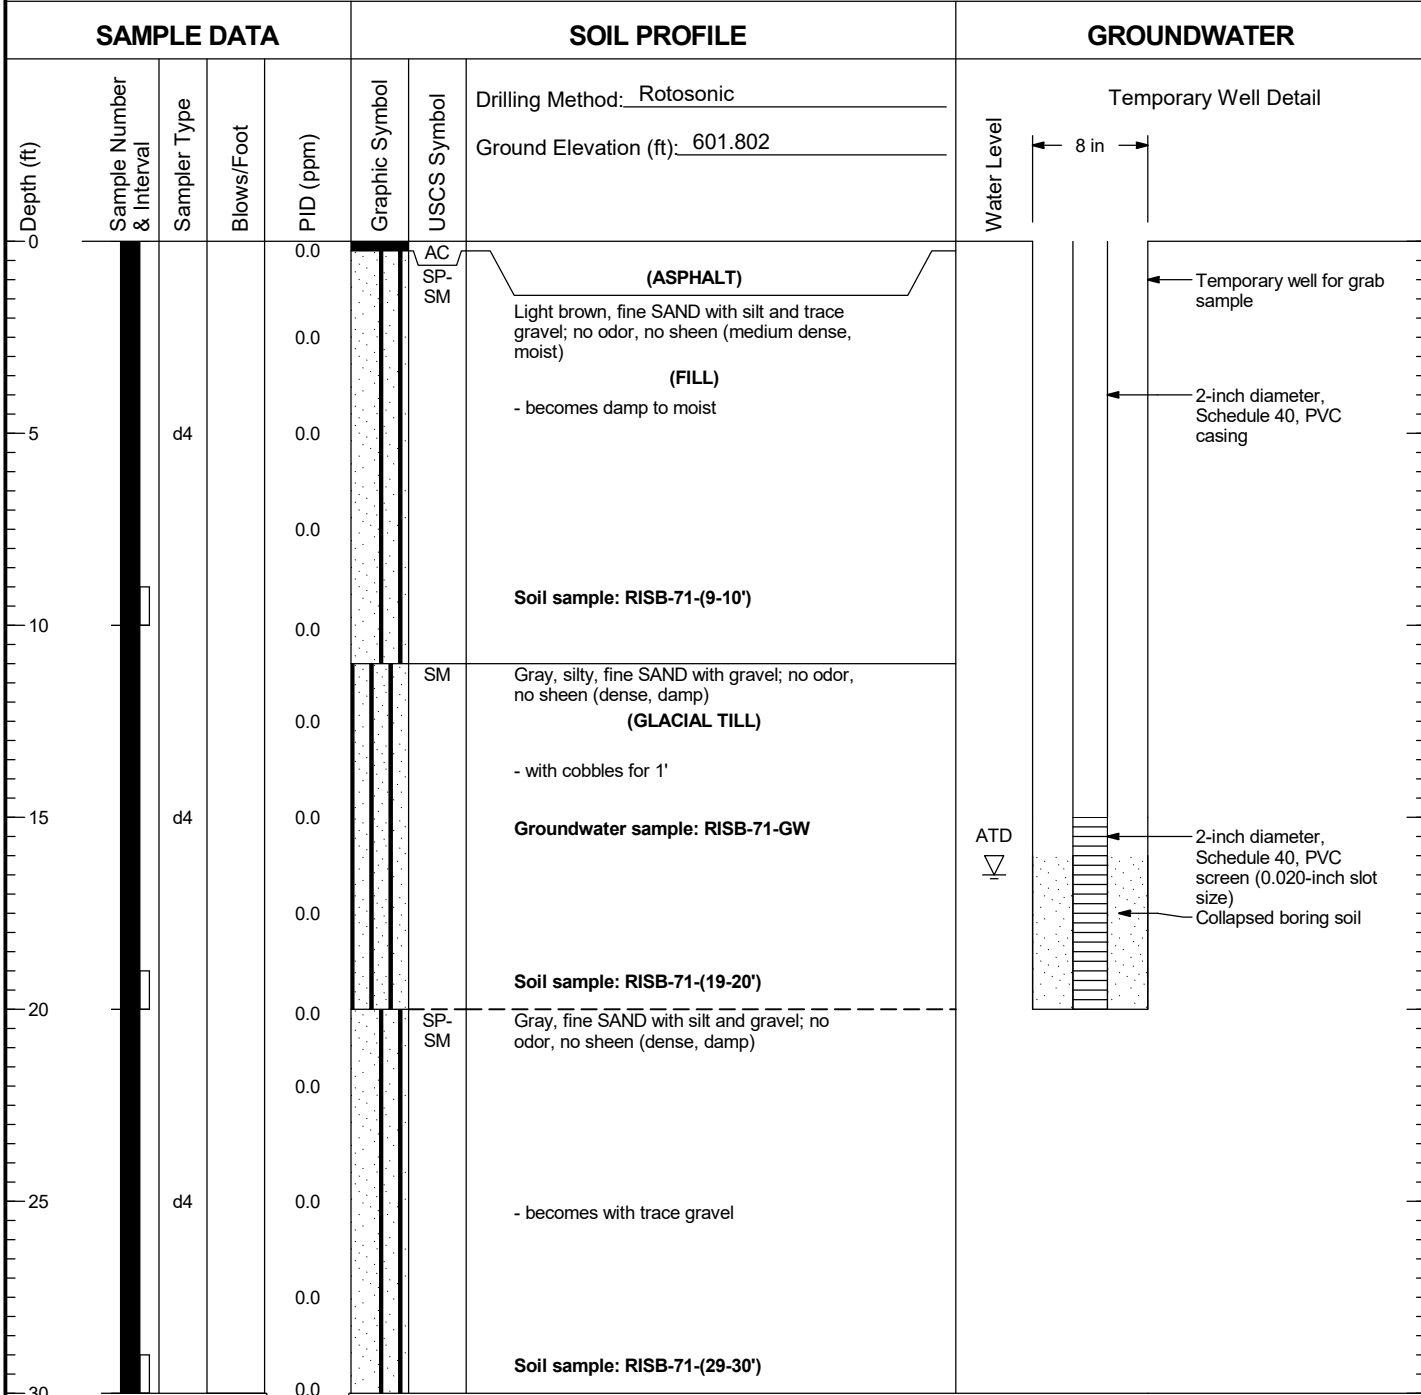 SAMPLE DATA
SOIL PROFILE
GROUNDWATER
Depth (ft)
Sample Number
& Interval
Sampler Type
Blows/Foot
PID (ppm)
Graphic Symbol
USCS Symbol
Drilling Method: Rotosonic
Ground Elevation (ft): 601.802
Water Level
Temporary Well Detail
8 in
0
0.0
AC
(ASPHALT)
SP-
SM
Temporary well for grab
sample
Light brown, fine SAND with silt and trace
gravel; no odor, no sheen (medium dense,
moist)
0.0
(FILL)
- becomes damp to moist
2-inch diameter,
Schedule 40, PVC
casing
5
d4
0.0
0.0
Soil sample: RISB-71-(9-10')
10
0.0
SM
Gray, silty, fine SAND with gravel; no odor,
no sheen (dense, damp)
0.0
(GLACIAL TILL)
- with cobbles for 1'
15
d4
0.0
Groundwater sample: RISB-71-GW
ATD
2-inch diameter,
Schedule 40, PVC
screen (0.020-inch slot
size)
Collapsed boring soil
0.0
Soil sample: RISB-71-(19-20')
20
0.0
SP-
SM
Gray, fine SAND with silt and gravel; no
odor, no sheen (dense, damp)
0.0
25
d4
0.0
- becomes with trace gravel
0.0
Soil sample: RISB-71-(29-30')
30
0.0